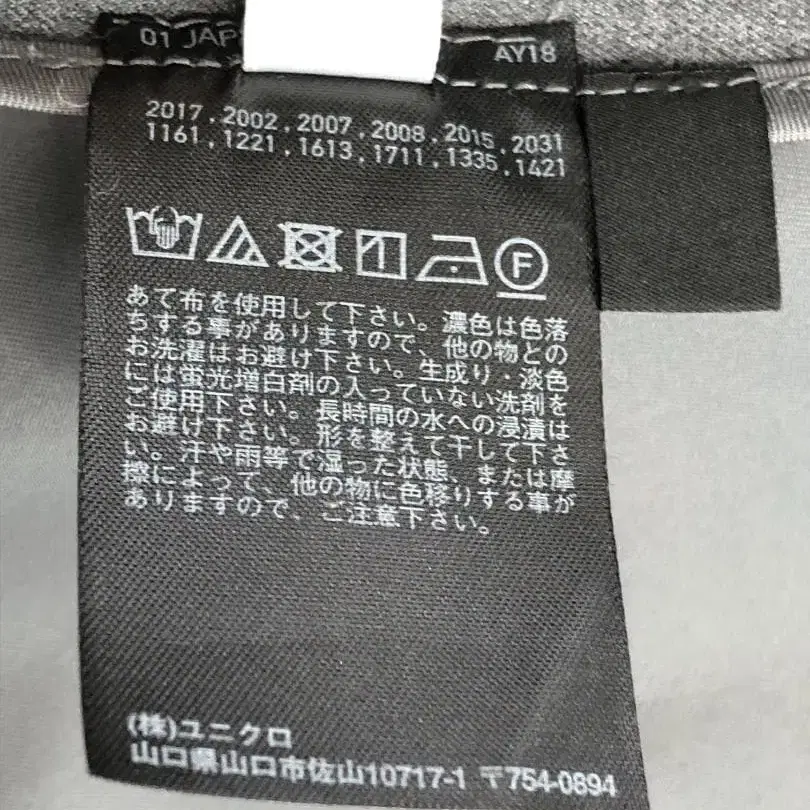 01 JAP
AY18
2017 . 2002 . 2007 . 2008 . 2015 . 2031
1161 . 1221 . 1613 . 1711 . 1335 . 1421
F
あて布を使用して下さい。濃色は色落
ちする事がありますので、他の物との
お洗濯はお避け下さい。生成り・淡色
には蛍光増白剤の入っていない洗剤を
ご使用下さい。長時間の水への浸漬は
お避け下さい。形を整えて干して下さ
い。汗や雨等で湿った状態、または摩
擦によって、他の物に色移りする事が
ありますので、ご注意下さい。
(株)ユニクロ
山口県山口市佐山10717-1 〒754-0894